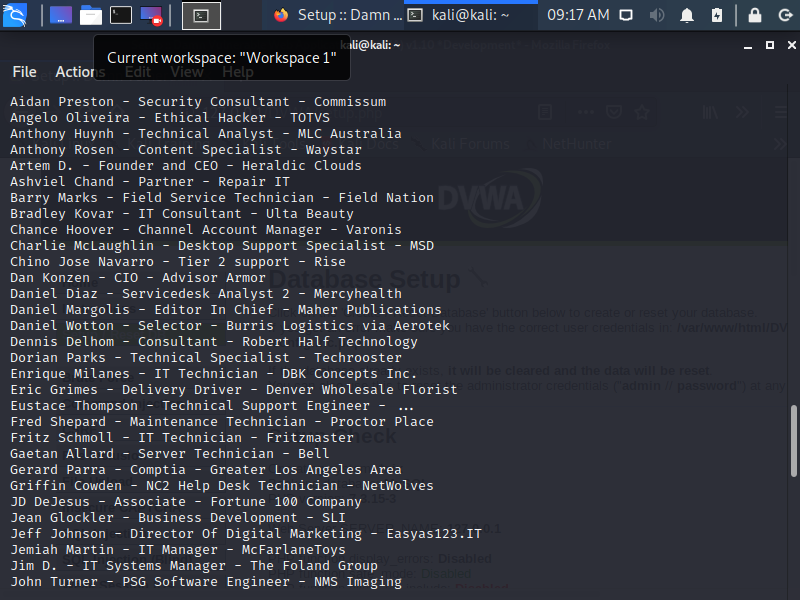 Setup :: Damn ...
kali@kali: ~
09:17 AM
kali@kali: ~
Current workspace: "Workspace 1"
File Actions Edit View Help
Aidan Preston - Security Consultant - Commissum
Angelo Oliveira - Ethical Hacker - TOTVS
Anthony Huynh - Technical Analyst - MLC Australia
Anthony Rosen - Content Specialist - Waystar
Artem D. - Founder and CEO - Heraldic Clouds
Ashviel Chand - Partner - Repair IT
Barry Marks - Field Service Technician - Field Nation
Bradley Kovar - IT Consultant - Ulta Beauty
Chance Hoover - Channel Account Manager - Varonis
Charlie McLaughlin - Desktop Support Specialist - MSD
Chino Jose Navarro - Tier 2 support - Rise
Dan Konzen - CIO - Advisor Armor
Daniel Diaz - Servicedesk Analyst 2 - Mercyhealth
Daniel Margolis - Editor In Chief - Maher Publications
Daniel Wotton - Selector - Burris Logistics via Aerotek
Dennis Delhom - Consultant - Robert Half Technology
Dorian Parks - Technical Specialist - Techrooster
Enrique Milanes - IT Technician - DBK Concepts Inc.
Eric Grimes - Delivery Driver - Denver Wholesale Florist
Eustace Thompson - Technical Support Engineer - ...
Fred Shepard - Maintenance Technician - Proctor Place
Fritz Schmoll - IT Technician - Fritzmaster
Gaetan Allard - Server Technician - Bell
Gerard Parra - Comptia - Greater Los Angeles Area
Griffin Cowden - NC2 Help Desk Technician - NetWolves
JD DeJesus - Associate - Fortune 100 Company
Jean Glockler - Business Development - SLI
Jeff Johnson - Director Of Digital Marketing - Easyas123.IT
Jemiah Martin - IT Manager - McFarlaneToys
Jim D. - IT Systems Manager - The Foland Group
John Turner - PSG Software Engineer - NMS Imaging
Kali Forums
NetHunter
DVWA
Database Setup